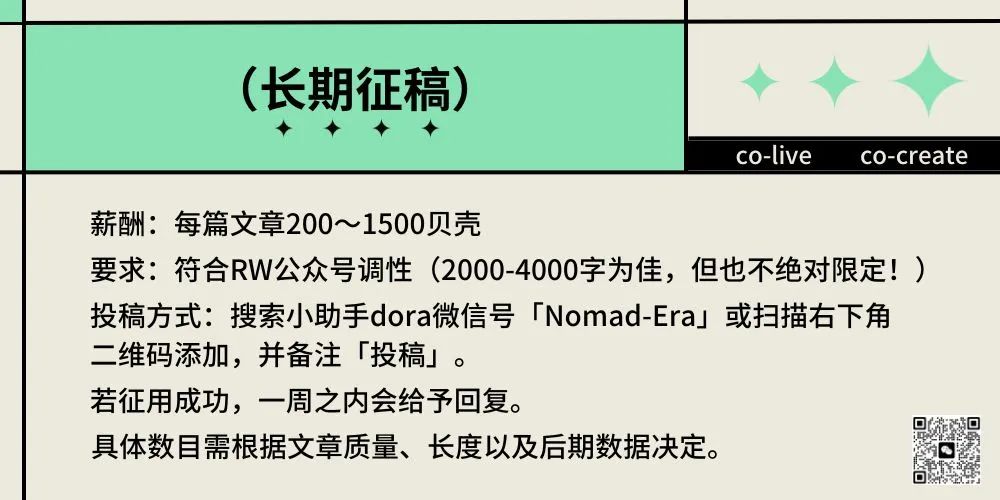 （长期征稿）
co-live co-create
薪酬：每篇文章200～1500贝壳
要求：符合RW公众号调性（2000-4000字为佳，但也不绝对限定！）
投稿方式：搜索小助手dora微信号「Nomad-Era」或扫描右下角
二维码添加，并备注「投稿」。
若征用成功，一周之内会给予回复。
具体数目需根据文章质量、长度以及后期数据决定。